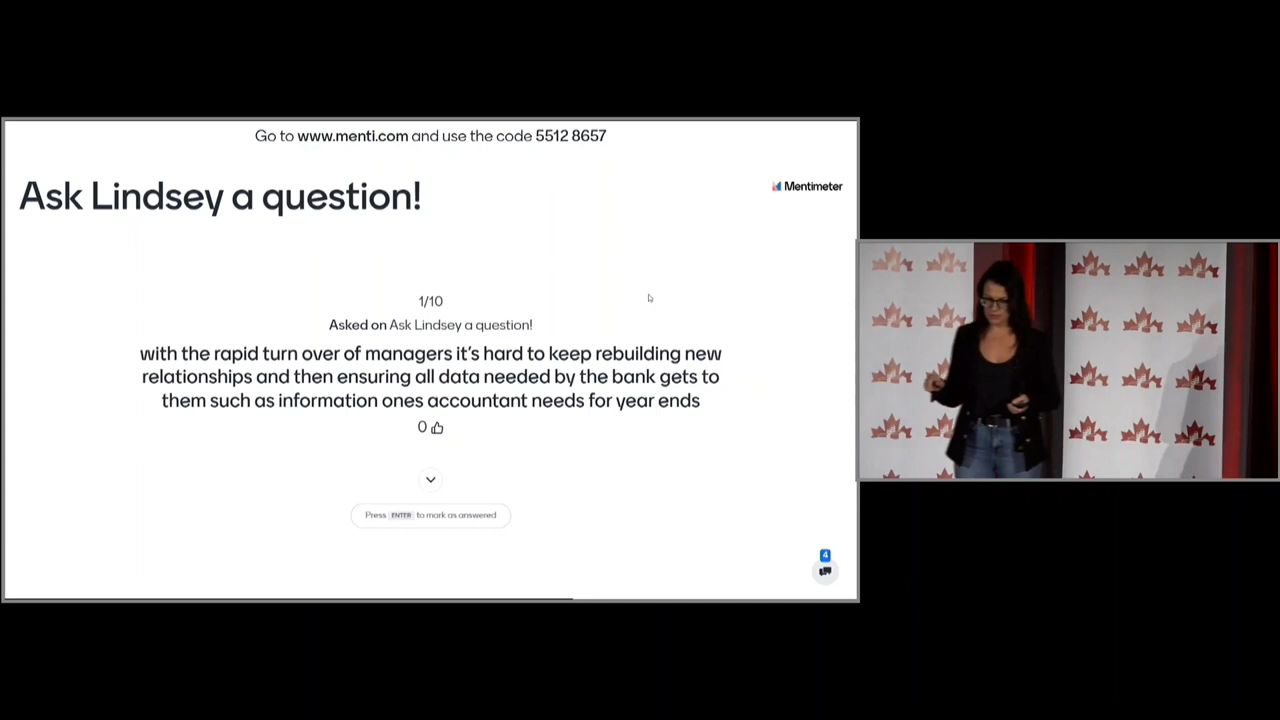 Go to www.menti.com and use the code 5512 8657
Ask Lindsey a question!
Mentimeter
1/10
Asked on Ask Lindsey a question!
with the rapid turn over of managers it's hard to keep rebuilding new
relationships and then ensuring all data needed by the bank gets to
them such as information ones accountant needs for year ends
0
Press ENTER to mark as answered
4